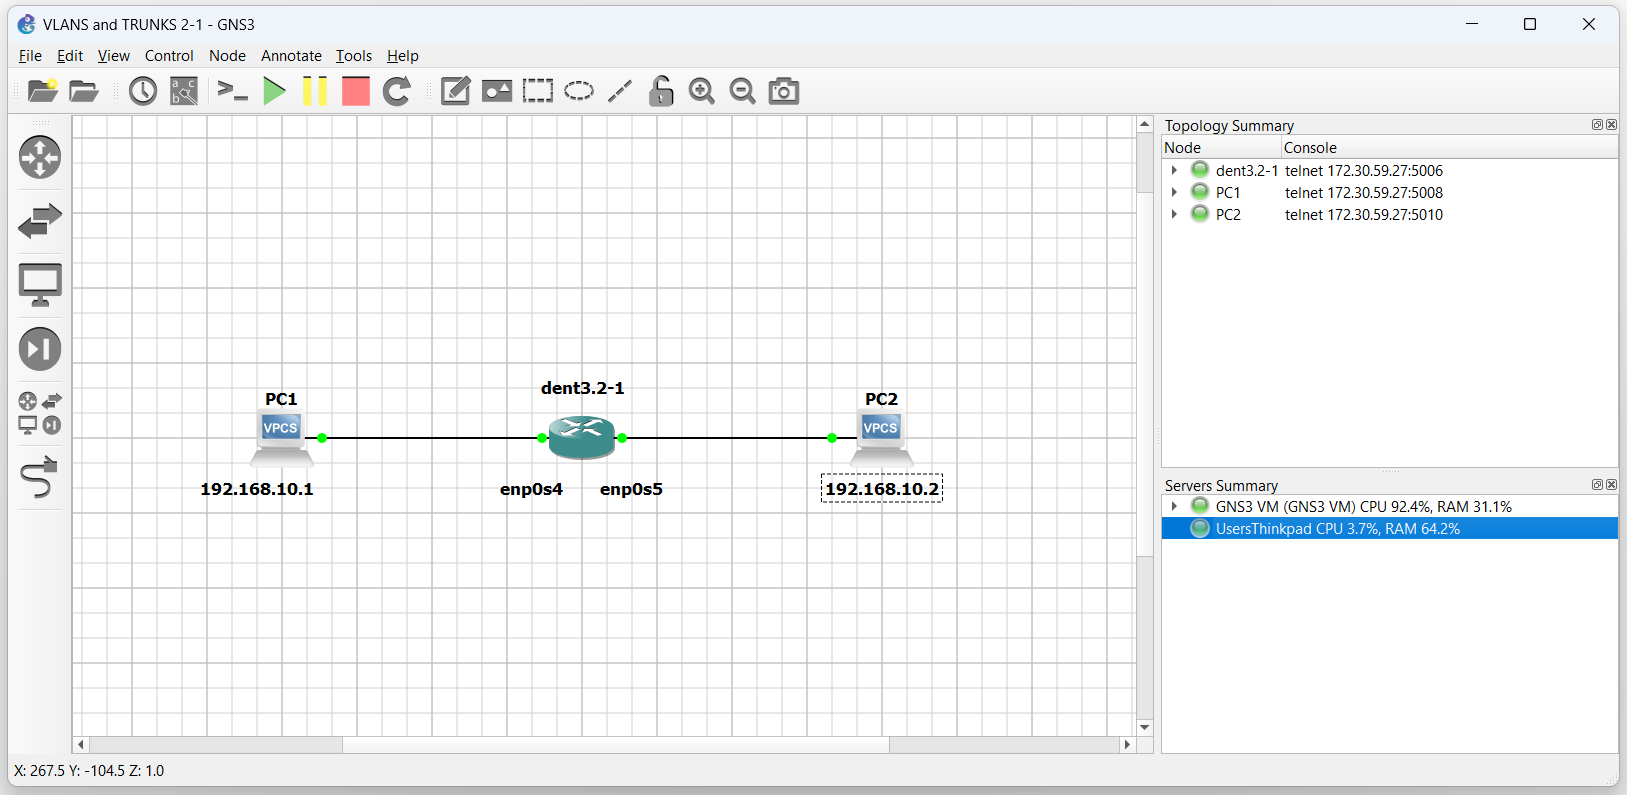 VLANS and TRUNKS 2-1 - GNS3
File Edit View Control Node Annotate Tools Help
Topology Summary
Node Console
dent3.2-1 telnet 172.30.59.27:5006
PC1 telnet 172.30.59.27:5008
PC2 telnet 172.30.59.27:5010
dent3.2-1
PC1
PC2
VPCS
VPCS
192.168.10.1
enp0s4
enp0s5
192.168.10.2
Servers Summary
GNS3 VM (GNS3 VM) CPU 92.4%, RAM 31.1%
UsersThinkpad CPU 3.7%, RAM 64.2%
X: 267.5 Y: -104.5 Z: 1.0